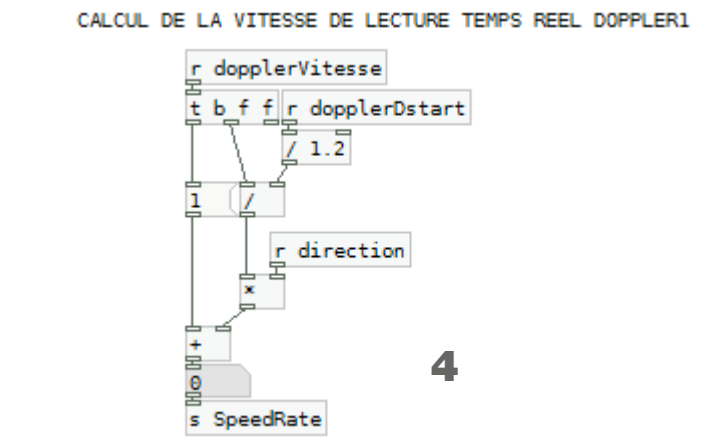 CALCUL DE LA VITESSE DE LECTURE TEMPS REEL DOPPLER1
r dopplerVitesse
t b f f
r dopplerDstart
/ 1.2
1
/
r direction
*
+
0
4
s SpeedRate